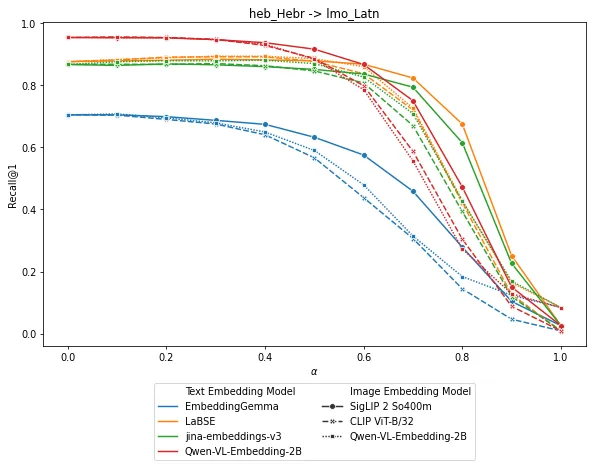 heb_Hebr -> lmo_Latn
1.0
0.8
0.6
0.4
0.2
0.0
Recall@1
0.0 0.2 0.4 0.6 0.8 1.0
α
Text Embedding Model Image Embedding Model
EmbeddingGemma SigLIP 2 So400m
LaBSE CLIP ViT-B/32
jina-embeddings-v3 Qwen-VL-Embedding-2B
Qwen-VL-Embedding-2B